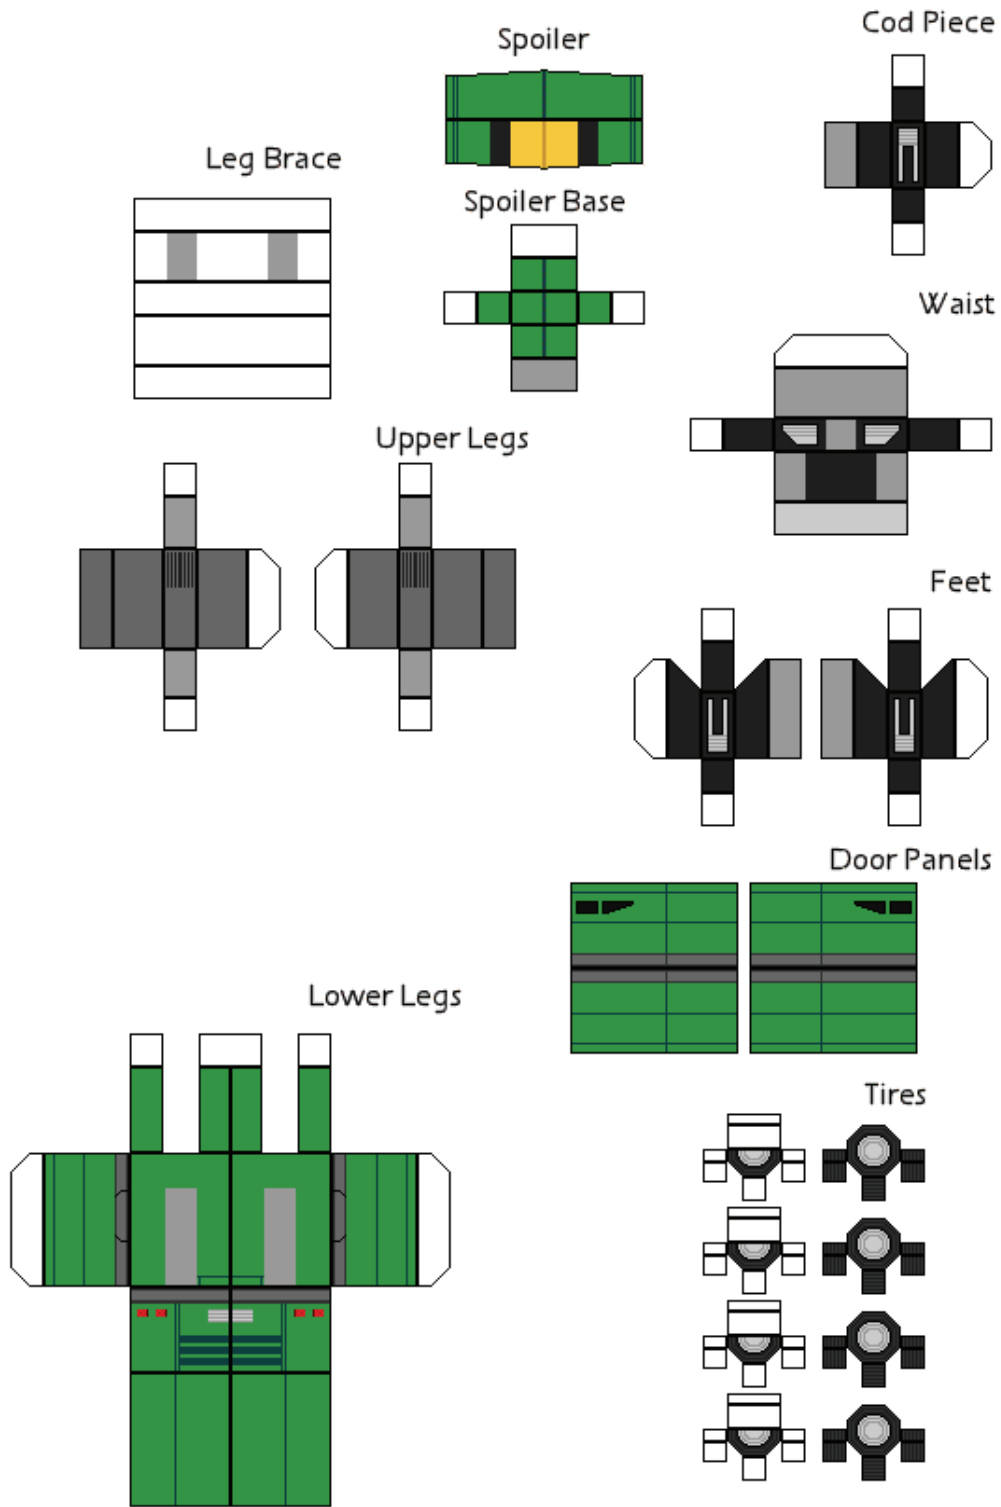 Cod Piece
Spoiler
Leg Brace
Spoiler Base
Waist
Upper Legs
Feet
Door Panels
Lower Legs
Tires